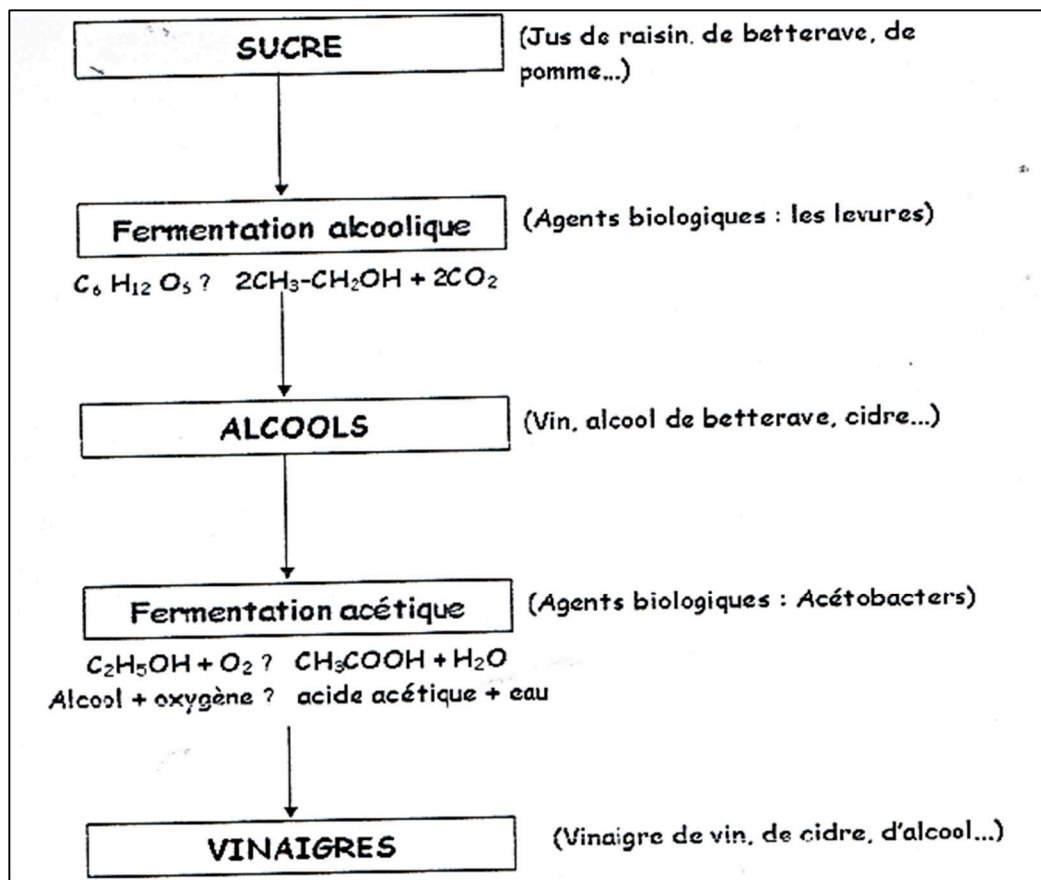 SUCRE
(Jus de raisin. de betterave, de
pomme...)
Fermentation alcoolique
(Agents biologiques : les levures)
C₆ H₁₂ O₅ ? 2CH₃-CH₂OH + 2CO₂
ALCOOLS
(Vin, alcool de betterave, cidre...)
Fermentation acétique
(Agents biologiques : Acétobacters)
C₂H₅OH + O₂ ? CH₃COOH + H₂O
Alcool + oxygène ? acide acétique + eau
VINAIGRES
(Vinaigre de vin, de cidre, d'alcool...)